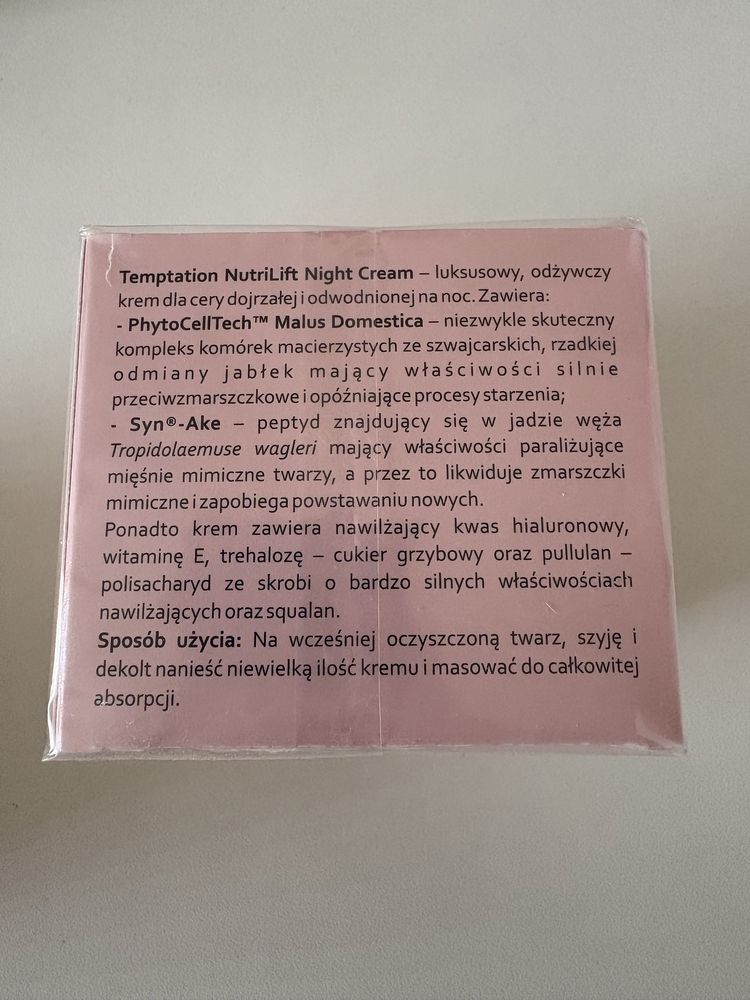 Temptation NutriLift Night Cream – luksusowy, odżywczy
krem dla cery dojrzałej i odwodnionej na noc. Zawiera:
- PhytoCellTech™ Malus Domestica – niezwykle skuteczny
kompleks komórek macierzystych ze szwajcarskich, rzadkiej
odmiany jabłek mający właściwości silnie
przeciwzmarszczkowe i opóźniające procesy starzenia;
- Syn®-Ake – peptyd znajdujący się w jadzie węża
Tropidolaemuse wagleri mający właściwości paraliżujące
mięśnie mimiczne twarzy, a przez to likwiduje zmarszczki
mimiczne i zapobiega powstawaniu nowych.
Ponadto krem zawiera nawilżający kwas hialuronowy,
witaminę E, trehalozę – cukier grzybowy oraz pullulan –
polisacharyd ze skrobi o bardzo silnych właściwościach
nawilżających oraz squalan.
Sposób użycia: Na wcześniej oczyszczoną twarz, szyję i
dekolt nanieść niewielką ilość kremu i masować do całkowitej
absorpcji.